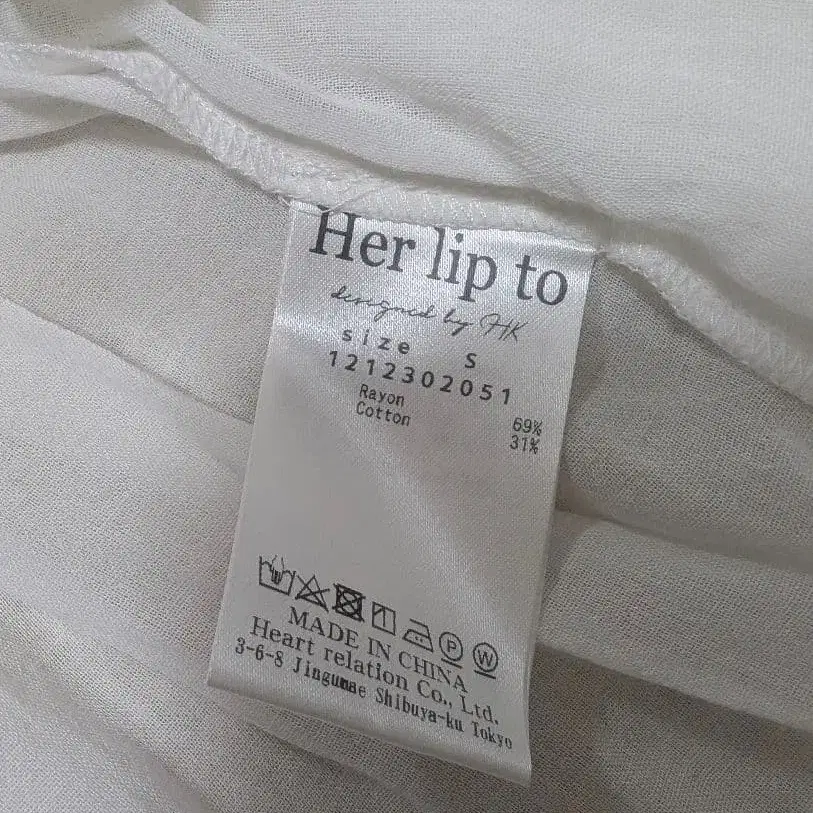 Her lip to
designed by HK
size S
1212302051
Rayon 69%
Cotton 31%
P W
MADE IN CHINA
Heart relation Co., Ltd.
3-6-8 Jingumae Shibuya-ku Tokyo